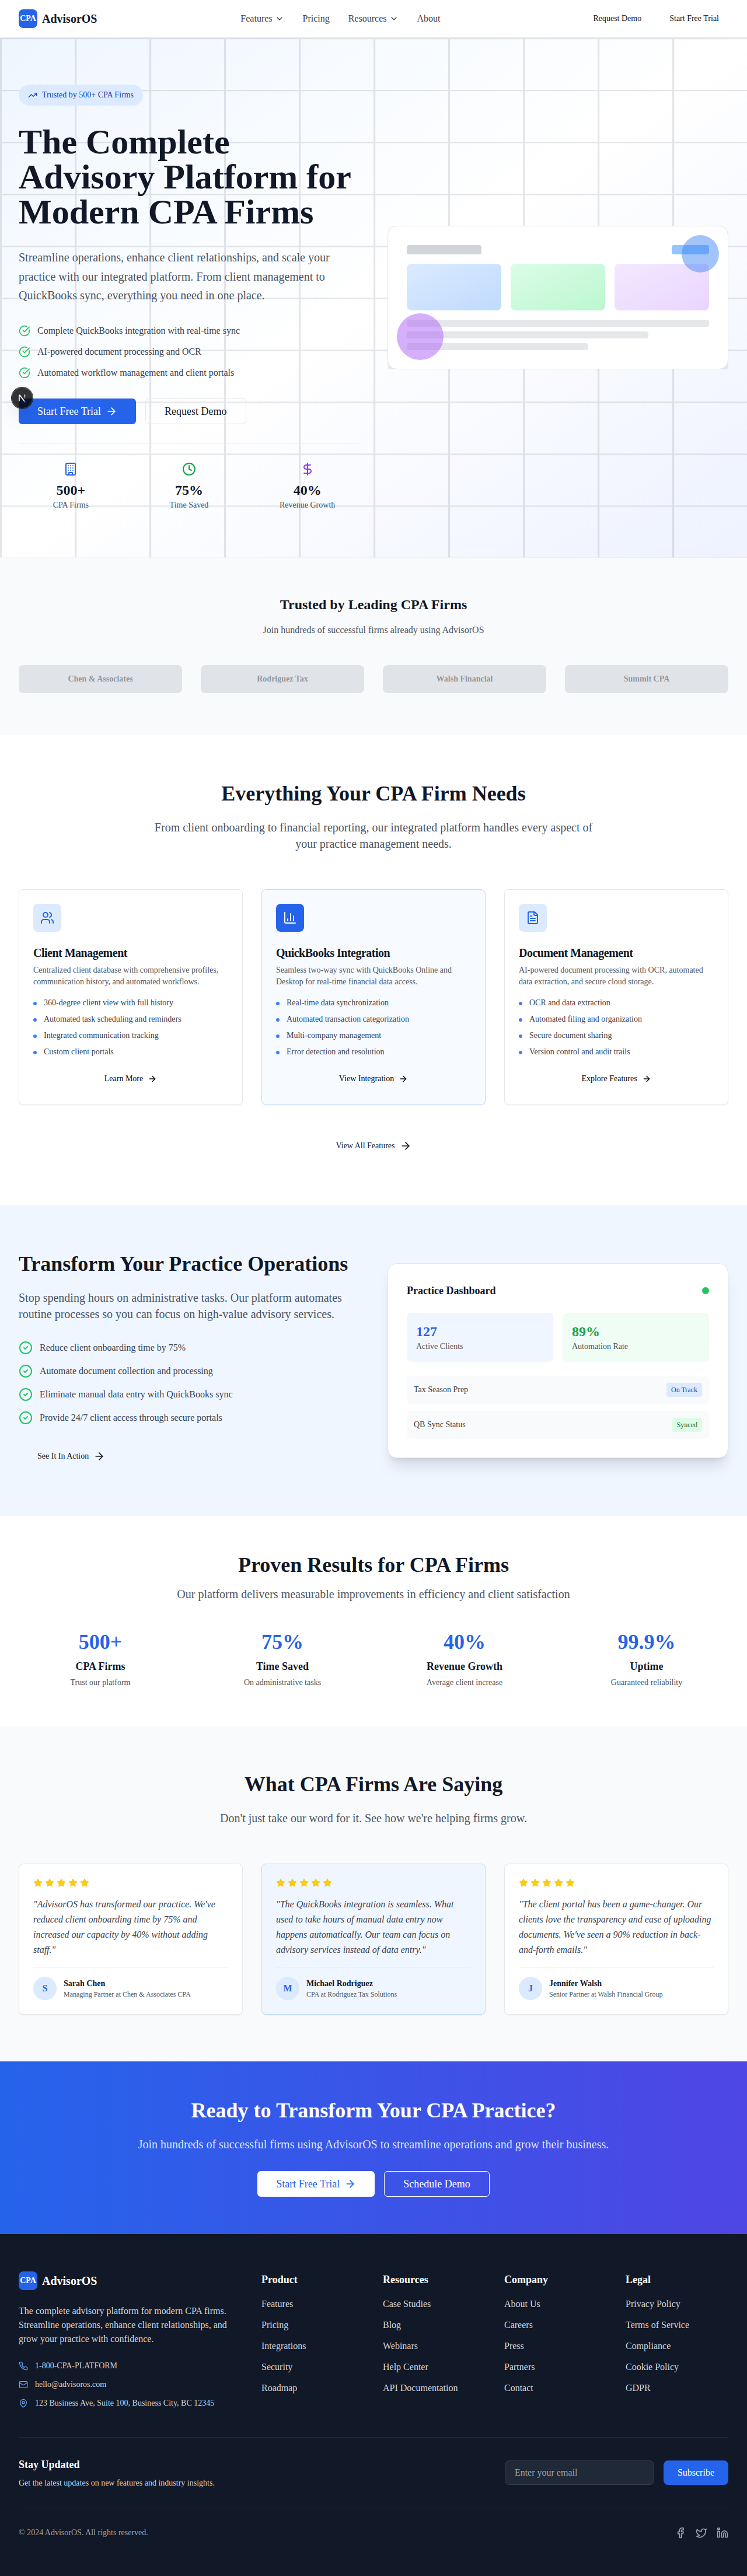 CPA AdvisorOS Features Pricing Resources About Request Demo Start Free Trial
Trusted by 500+ CPA Firms
The Complete
Advisory Platform for
Modern CPA Firms
Streamline operations, enhance client relationships, and scale your
practice with our integrated platform. From client management to
QuickBooks sync, everything you need in one place.
Complete QuickBooks integration with real-time sync
AI-powered document processing and OCR
Automated workflow management and client portals
N
Start Free Trial Request Demo
500+ 75% 40%
CPA Firms Time Saved Revenue Growth
Trusted by Leading CPA Firms
Join hundreds of successful firms already using AdvisorOS
Chen & Associates Rodriguez Tax Walsh Financial Summit CPA
Everything Your CPA Firm Needs
From client onboarding to financial reporting, our integrated platform handles every aspect of
your practice management needs.
Client Management
Centralized client database with comprehensive profiles,
communication history, and automated workflows.
360-degree client view with full history
Automated task scheduling and reminders
Integrated communication tracking
Custom client portals
Learn More
QuickBooks Integration
Seamless two-way sync with QuickBooks Online and
Desktop for real-time financial data access.
Real-time data synchronization
Automated transaction categorization
Multi-company management
Error detection and resolution
View Integration
Document Management
AI-powered document processing with OCR, automated
data extraction, and secure cloud storage.
OCR and data extraction
Automated filing and organization
Secure document sharing
Version control and audit trails
Explore Features
View All Features
Transform Your Practice Operations
Stop spending hours on administrative tasks. Our platform automates
routine processes so you can focus on high-value advisory services.
Reduce client onboarding time by 75%
Automate document collection and processing
Eliminate manual data entry with QuickBooks sync
Provide 24/7 client access through secure portals
See It In Action
Practice Dashboard
127 89%
Active Clients Automation Rate
Tax Season Prep On Track
QB Sync Status Synced
Proven Results for CPA Firms
Our platform delivers measurable improvements in efficiency and client satisfaction
500+ 75% 40% 99.9%
CPA Firms Time Saved Revenue Growth Uptime
Trust our platform On administrative tasks Average client increase Guaranteed reliability
What CPA Firms Are Saying
Don't just take our word for it. See how we're helping firms grow.
"AdvisorOS has transformed our practice. We've
reduced client onboarding time by 75% and
increased our capacity by 40% without adding
staff."
S Sarah Chen
Managing Partner at Chen & Associates CPA
"The QuickBooks integration is seamless. What
used to take hours of manual data entry now
happens automatically. Our team can focus on
advisory services instead of data entry."
M Michael Rodriguez
CPA at Rodriguez Tax Solutions
"The client portal has been a game-changer. Our
clients love the transparency and ease of uploading
documents. We've seen a 90% reduction in back-
and-forth emails."
J Jennifer Walsh
Senior Partner at Walsh Financial Group
Ready to Transform Your CPA Practice?
Join hundreds of successful firms using AdvisorOS to streamline operations and grow their business.
Start Free Trial Schedule Demo
CPA AdvisorOS
The complete advisory platform for modern CPA firms.
Streamline operations, enhance client relationships, and
grow your practice with confidence.
1-800-CPA-PLATFORM
hello@advisoros.com
123 Business Ave, Suite 100, Business City, BC 12345
Product
Features
Pricing
Integrations
Security
Roadmap
Resources
Case Studies
Blog
Webinars
Help Center
API Documentation
Company
About Us
Careers
Press
Partners
Contact
Legal
Privacy Policy
Terms of Service
Compliance
Cookie Policy
GDPR
Stay Updated
Get the latest updates on new features and industry insights.
Enter your email Subscribe
© 2024 AdvisorOS. All rights reserved.